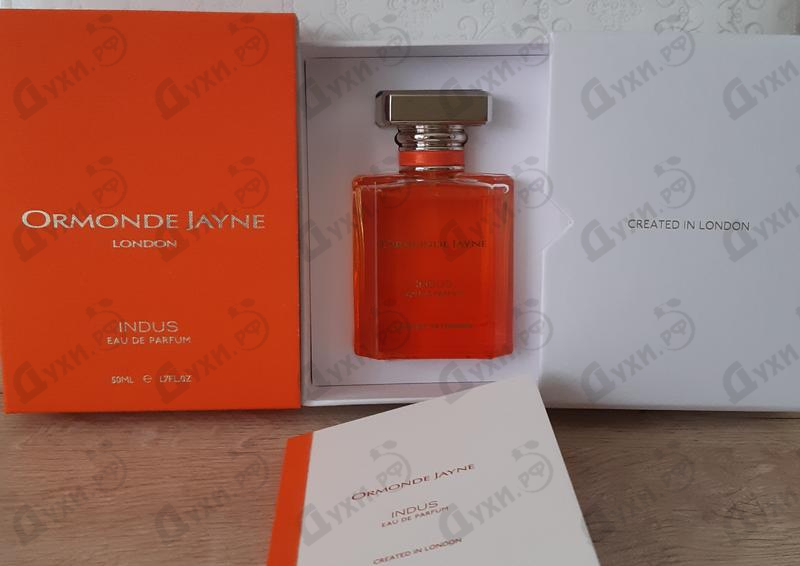 ORMONDE JAYNE
LONDON
INDUS
EAU DE PARFUM
50ML ℮ 1.7FL.OZ
ORMONDE JAYNE
INDUS
CREATED IN LONDON
ORMONDE JAYNE
INDUS
EAU DE PARFUM
CREATED IN LONDON
духи.рф